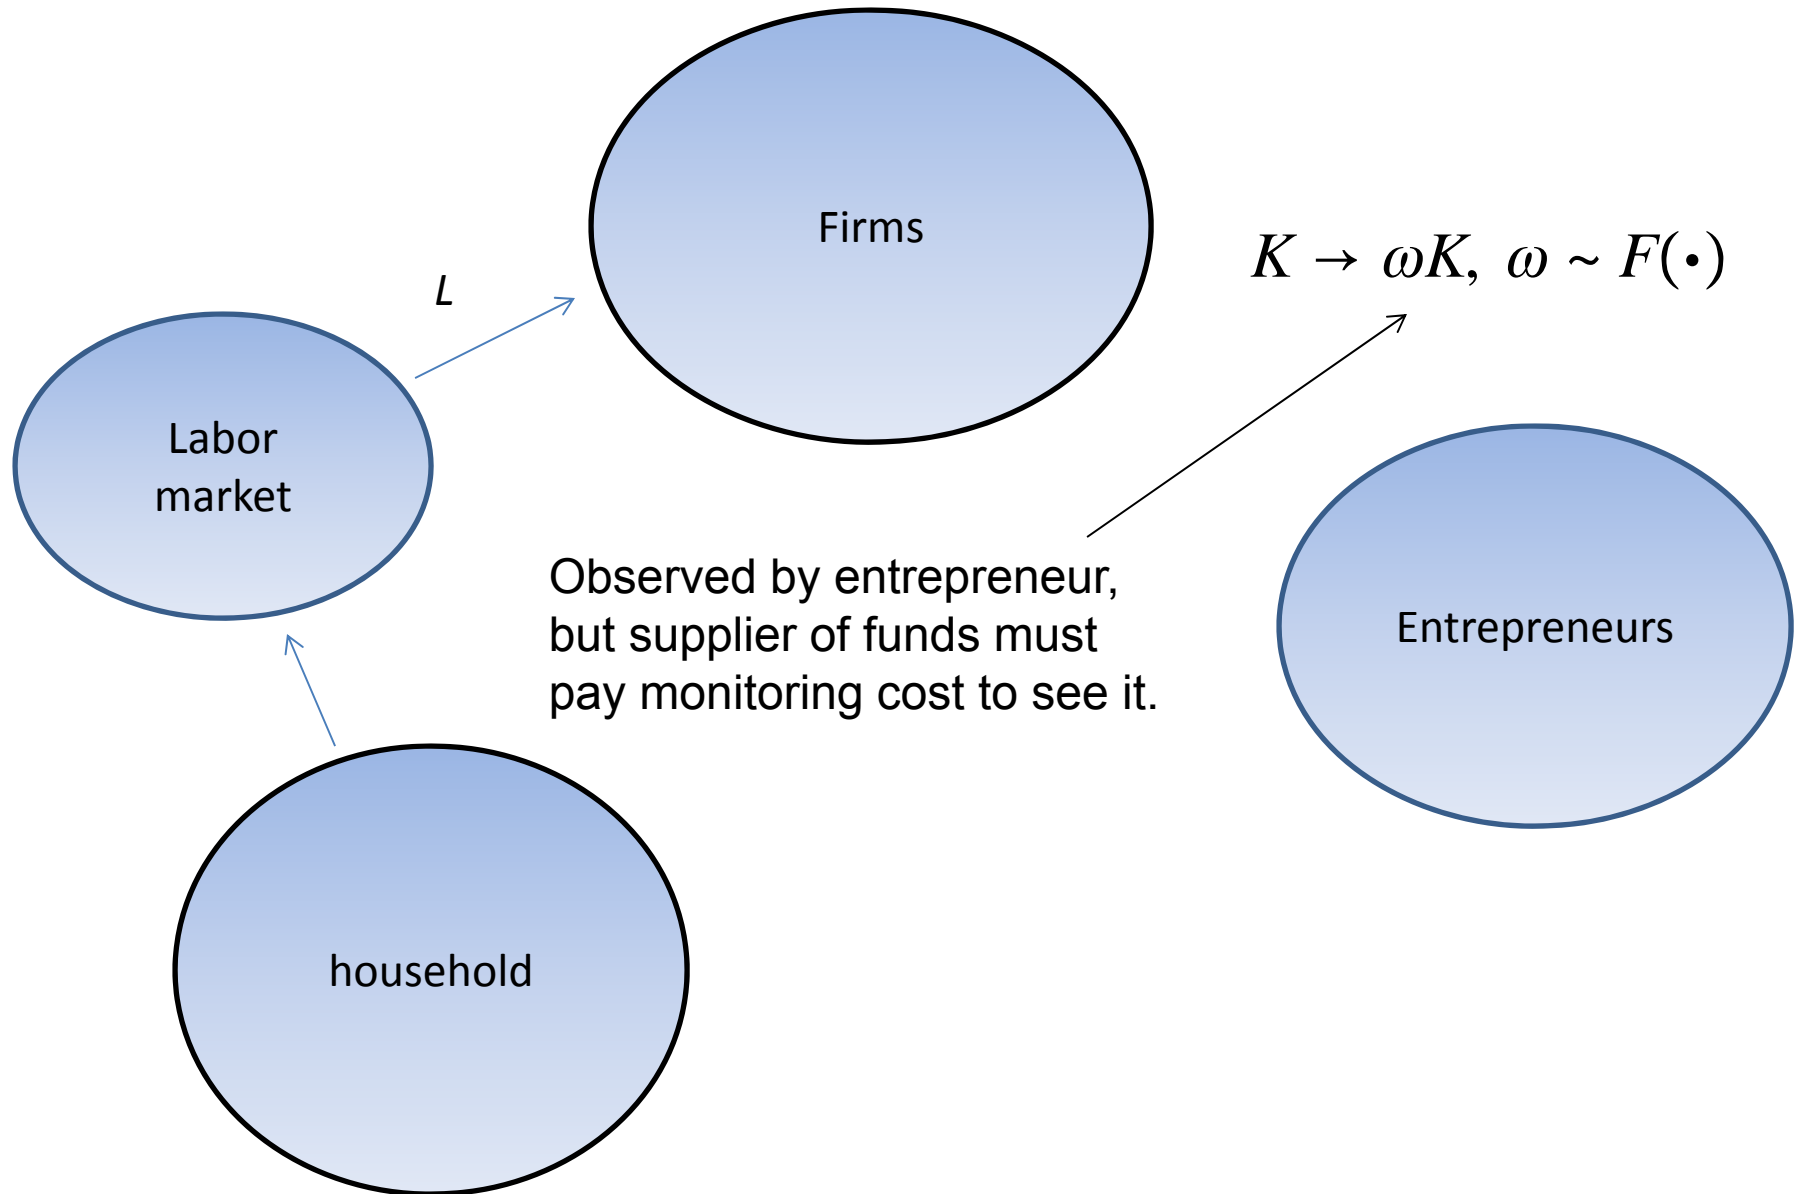 Firms
K → ωK, ω ~ F(·)
L
Labor
market
Observed by entrepreneur,
but supplier of funds must
pay monitoring cost to see it.
Entrepreneurs
household